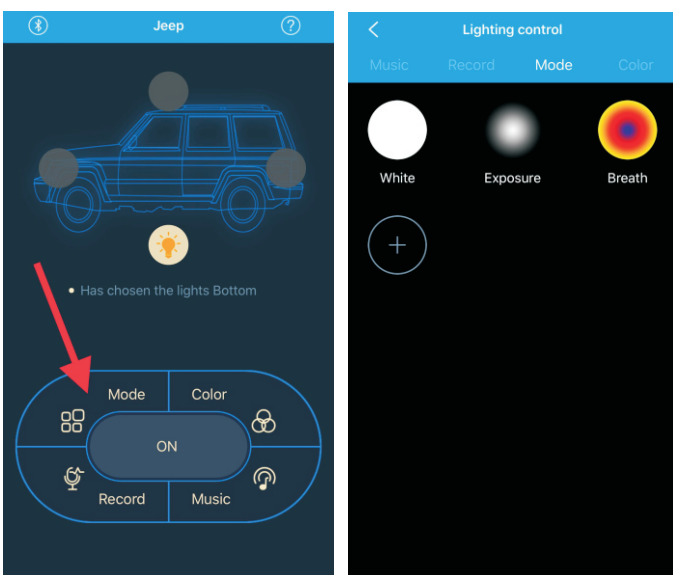 Jeep
Has chosen the lights Bottom
Mode
Color
ON
Record
Music
Lighting control
Music
Record
Mode
Color
White
Exposure
Breath